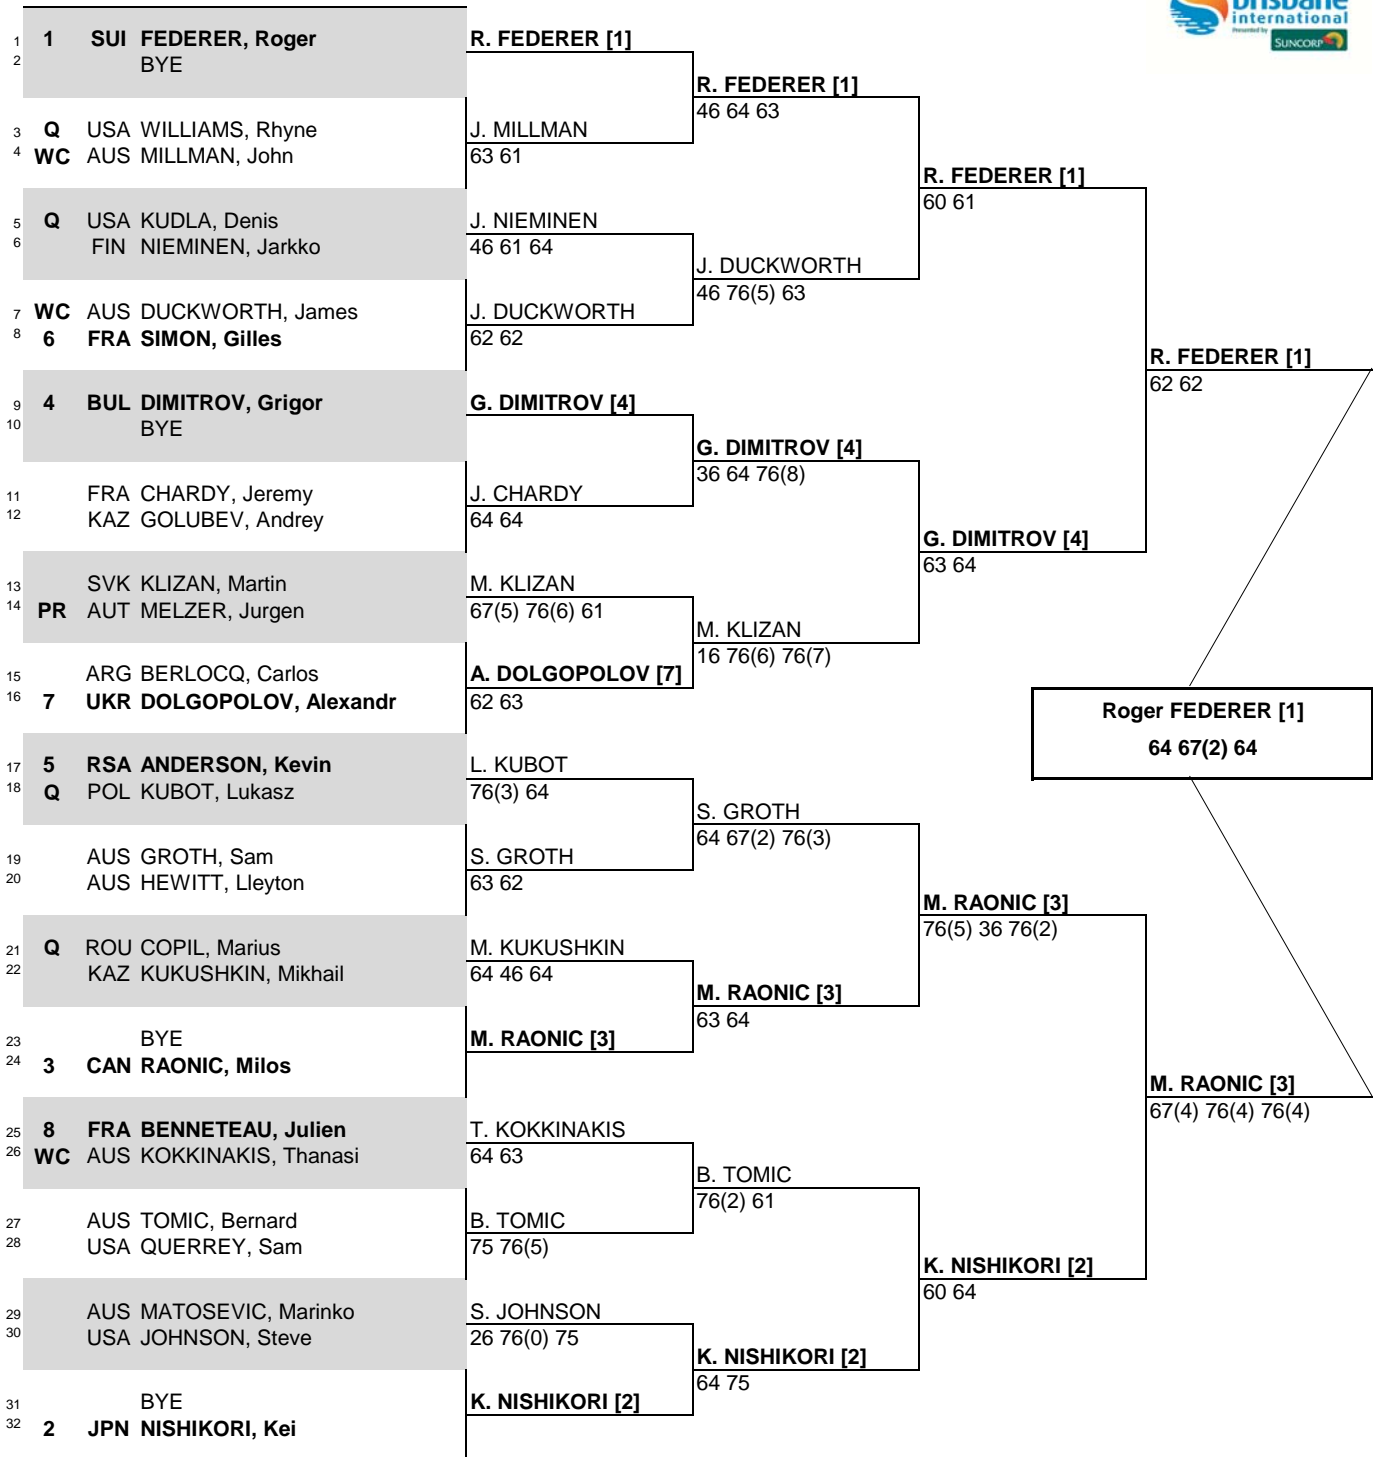 brisbane
international
Presented by
SUNCORP
1 1 SUI FEDERER, Roger
2 BYE
3 Q USA WILLIAMS, Rhyne
4 WC AUS MILLMAN, John
5 Q USA KUDLA, Denis
6 FIN NIEMINEN, Jarkko
7 WC AUS DUCKWORTH, James
8 6 FRA SIMON, Gilles
9 4 BUL DIMITROV, Grigor
10 BYE
11 FRA CHARDY, Jeremy
12 KAZ GOLUBEV, Andrey
13 SVK KLIZAN, Martin
14 PR AUT MELZER, Jurgen
15 ARG BERLOCQ, Carlos
16 7 UKR DOLGOPOLOV, Alexandr
17 5 RSA ANDERSON, Kevin
18 Q POL KUBOT, Lukasz
19 AUS GROTH, Sam
20 AUS HEWITT, Lleyton
21 Q ROU COPIL, Marius
22 KAZ KUKUSHKIN, Mikhail
23 BYE
24 3 CAN RAONIC, Milos
25 8 FRA BENNETEAU, Julien
26 WC AUS KOKKINAKIS, Thanasi
27 AUS TOMIC, Bernard
28 USA QUERREY, Sam
29 AUS MATOSEVIC, Marinko
30 USA JOHNSON, Steve
31 BYE
32 2 JPN NISHIKORI, Kei
R. FEDERER [1]
J. MILLMAN
63 61
J. NIEMINEN
46 61 64
J. DUCKWORTH
62 62
G. DIMITROV [4]
J. CHARDY
64 64
M. KLIZAN
67(5) 76(6) 61
A. DOLGOPOLOV [7]
62 63
L. KUBOT
76(3) 64
S. GROTH
63 62
M. KUKUSHKIN
64 46 64
M. RAONIC [3]
T. KOKKINAKIS
64 63
B. TOMIC
75 76(5)
S. JOHNSON
26 76(0) 75
K. NISHIKORI [2]
R. FEDERER [1]
46 64 63
J. DUCKWORTH
46 76(5) 63
G. DIMITROV [4]
36 64 76(8)
M. KLIZAN
16 76(6) 76(7)
S. GROTH
64 67(2) 76(3)
M. RAONIC [3]
63 64
B. TOMIC
76(2) 61
K. NISHIKORI [2]
64 75
R. FEDERER [1]
60 61
G. DIMITROV [4]
63 64
M. RAONIC [3]
76(5) 36 76(2)
K. NISHIKORI [2]
60 64
R. FEDERER [1]
62 62
M. RAONIC [3]
67(4) 76(4) 76(4)
Roger FEDERER [1]
64 67(2) 64